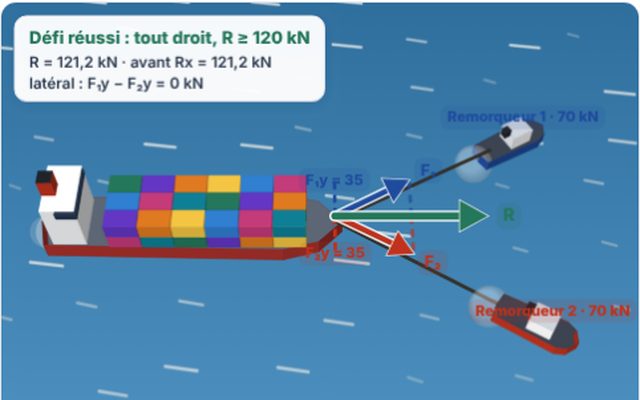 Défi réussi : tout droit, R ≥ 120 kN
R = 121,2 kN · avant Rx = 121,2 kN
latéral : F₁y − F₂y = 0 kN
Remorqueur 1 · 70 kN
F₁
F₁y = 35
R
F₂y = 35
F₂
Remorqueur 2 · 70 kN